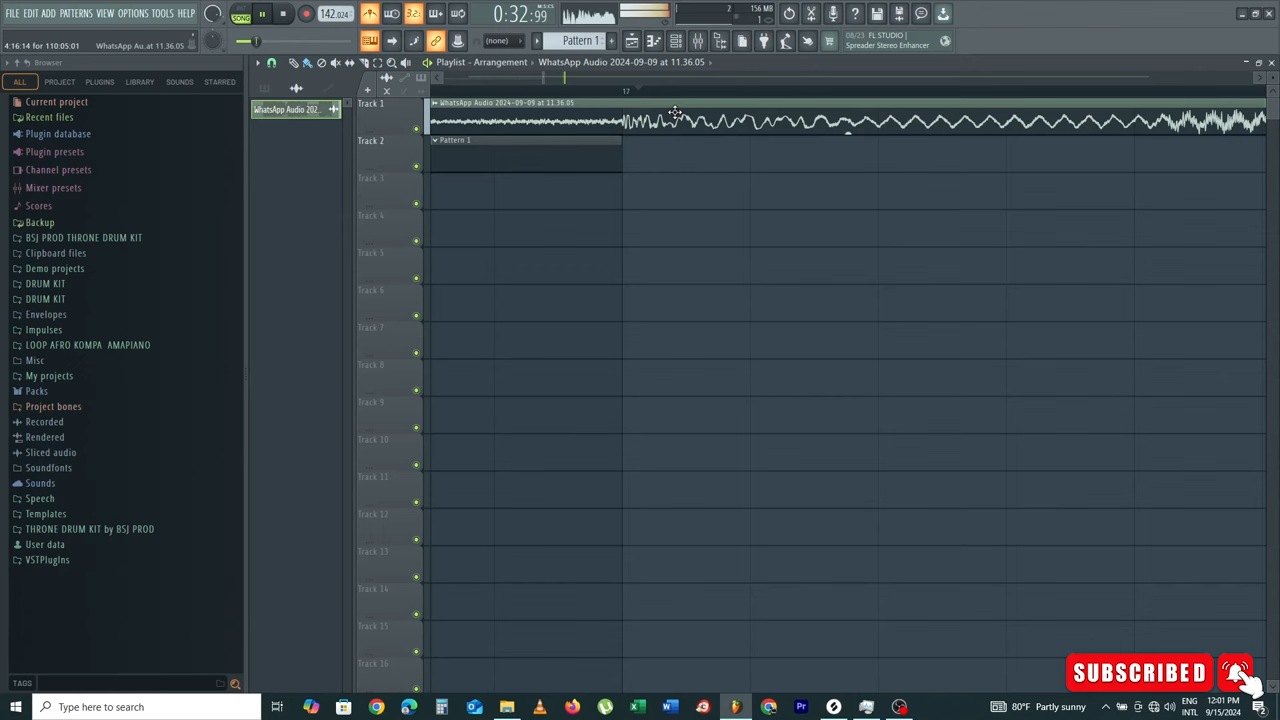 FILE EDIT ADD PATTERNS VIEW OPTIONS TOOLS HELP
SONG
142.024
3.2
0:32:99
M:S:CS
2
156 MB
1
4:16:14 for 110:05:01
WhatsApp Au. at 11.36.05
(none)
Pattern 1
08/23 FL STUDIO |
Spreader Stereo Enhancer
Browser
Playlist - Arrangement
WhatsApp Audio 2024-09-09 at 11.36.05
ALL
PROJECT
PLUGINS
LIBRARY
SOUNDS
STARRED
17
Current project
Recent files
Plugin database
Plugin presets
Channel presets
Mixer presets
Scores
Backup
BSJ PROD THRONE DRUM KIT
Clipboard files
Demo projects
DRUM KIT
DRUM KIT
Envelopes
Impulses
LOOP AFRO KOMPA AMAPIANO
Misc
My projects
Packs
Project bones
Recorded
Rendered
Sliced audio
Soundfonts
Sounds
Speech
Templates
THRONE DRUM KIT by BSJ PROD
User data
VSTPlugIns
TAGS
WhatsApp Audio 202..
Track 1
WhatsApp Audio 2024-09-09 at 11.36.05
Track 2
Pattern 1
Track 3
Track 4
Track 5
Track 6
Track 7
Track 8
Track 9
Track 10
Track 11
Track 12
Track 13
Track 14
Track 15
Track 16
SUBSCRIBED
Type here to search
80°F Partly sunny
ENG
INTL
12:01 PM
9/15/2024